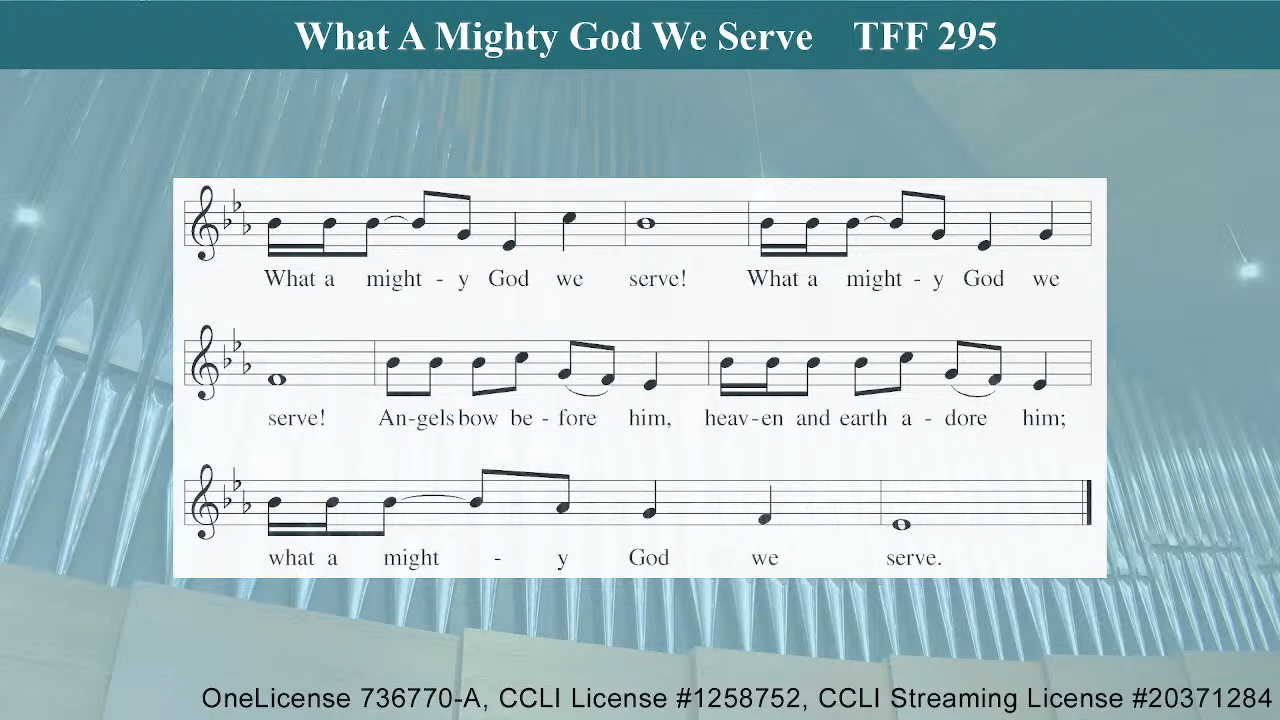 What A Mighty God We Serve TFF 295
What a might - y God we serve! What a might - y God we
serve! An-gels bow be - fore him, heav-en and earth a - dore him;
what a might - y God we serve.
OneLicense 736770-A, CCLI License #1258752, CCLI Streaming License #20371284